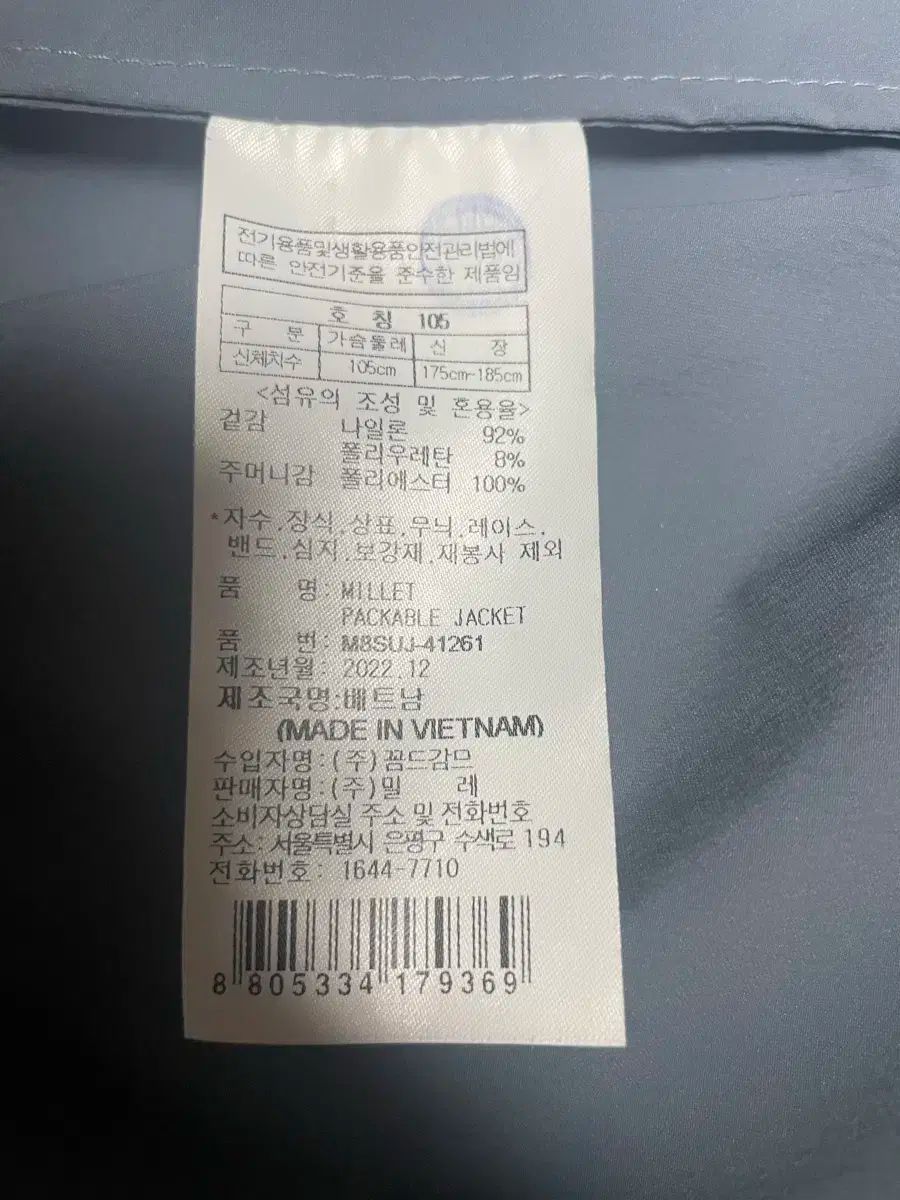 전기용품및생활용품안전관리법에
따른 안전기준을 준수한 제품임
호 칭 105
구 분 가슴둘레 신 장
신체치수 105cm 175cm-185cm
<섬유의 조성 및 혼용율>
겉감 나일론 92%
폴리우레탄 8%
주머니감 폴리에스터 100%
*자수.장식.상표.무늬.레이스.
밴드.심지.보강재.재봉사 제외
품 명: MILLET
PACKABLE JACKET
품 번: M8SUJ-41261
제조년월: 2022.12
제조국명:베트남
(MADE IN VIETNAM)
수입자명:(주)꼼드감므
판매자명:(주)밀 레
소비자상담실 주소 및 전화번호
주소: 서울특별시 은평구 수색로 194
전화번호: 1644-7710
8 805334 179369